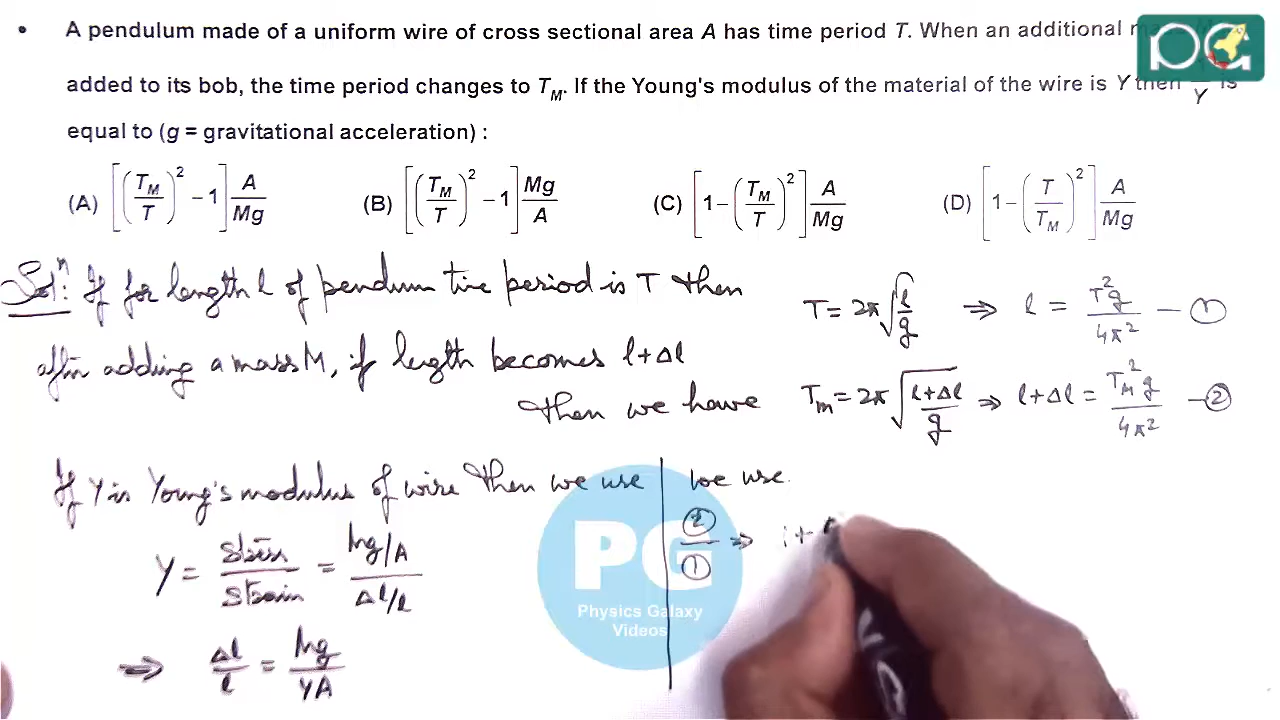 • A pendulum made of a uniform wire of cross sectional area A has time period T. When an additional
added to its bob, the time period changes to T_M. If the Young's modulus of the material of the wire is Y then /Y is
equal to (g = gravitational acceleration) :
(A) [(T_M/T)² − 1] A/Mg (B) [(T_M/T)² − 1] Mg/A (C) [1 − (T_M/T)²] A/Mg (D) [1 − (T/T_M)²] A/Mg
PG
Solⁿ: If for length l of pendulum time period is T then T = 2π√(l/g) ⇒ l = T²g/4π² — ①
after adding a mass M, if length becomes l+Δl
then we have T_m = 2π√((l+Δl)/g) ⇒ l+Δl = T_M²g/4π² — ②
If Y is Young's modulus of wire then we use
Y = stress/strain = (Mg/A)/(Δl/l)
⇒ Δl/l = Mg/YA
we use
②/① ⇒ 1+
PG
Physics Galaxy
Videos